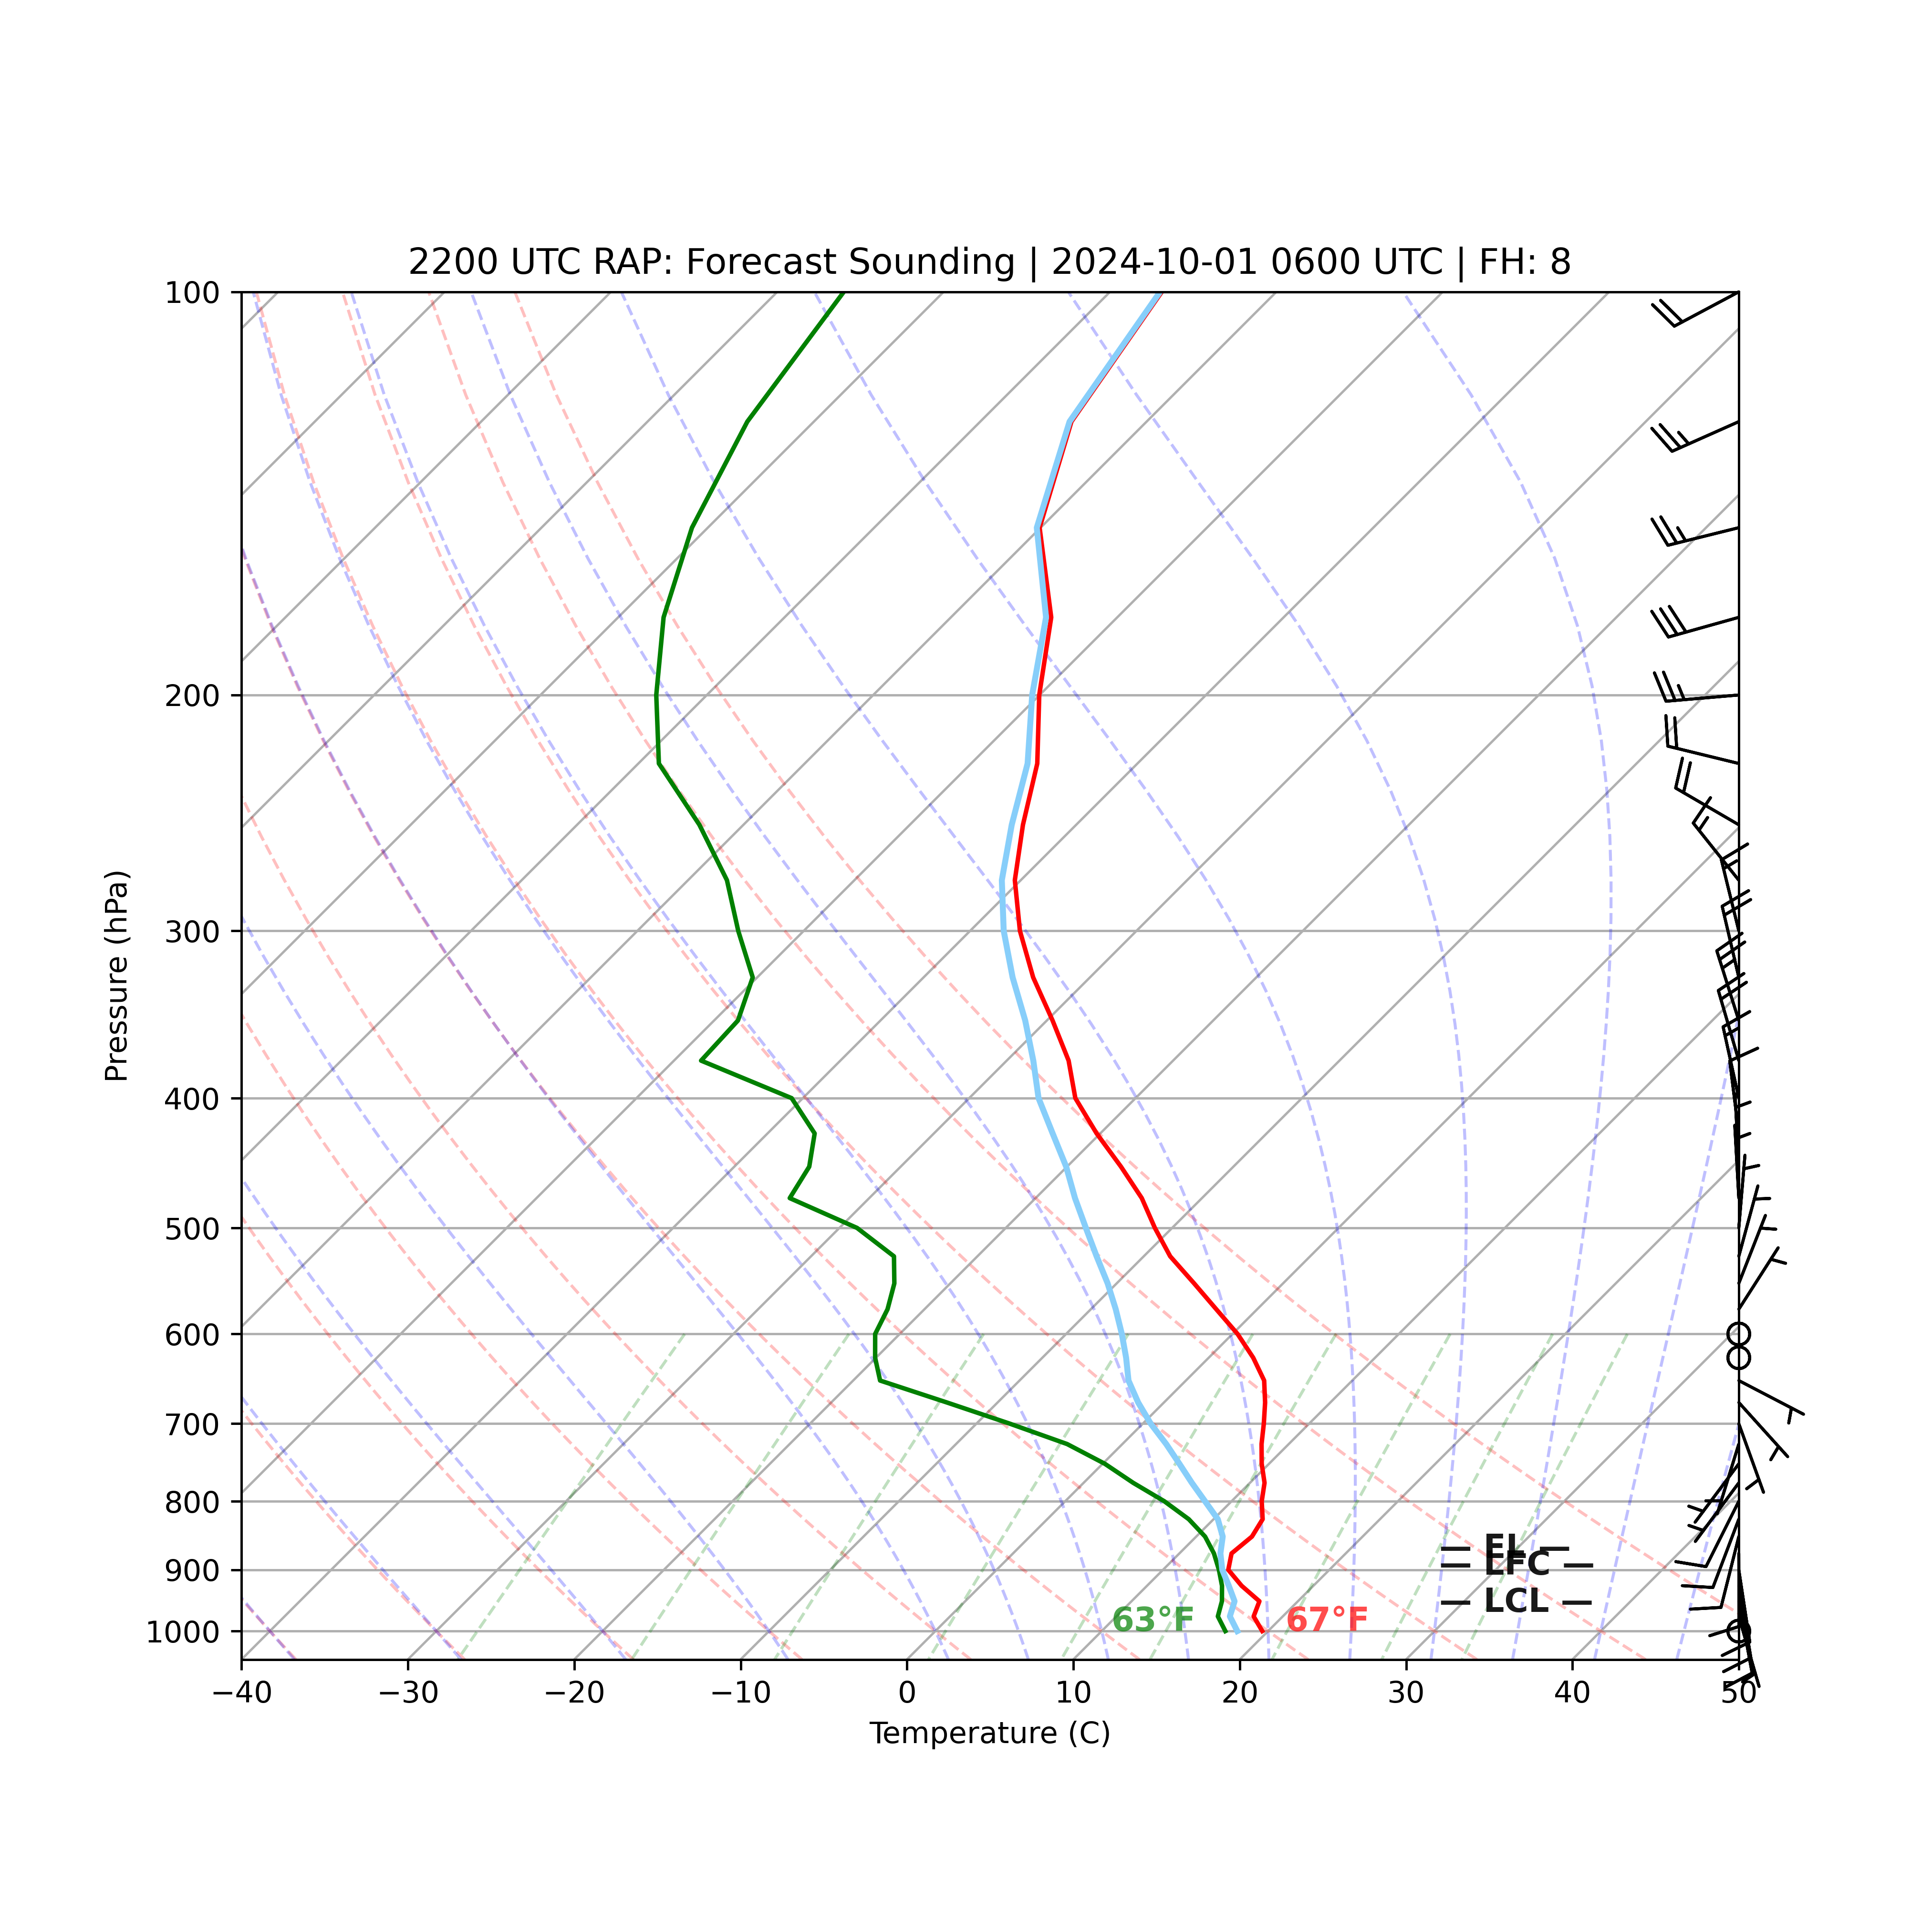 2200 UTC RAP: Forecast Sounding | 2024-10-01 0600 UTC | FH: 8
100
200
300
400
500
600
700
800
900
1000
Pressure (hPa)
— EL —
— LFC —
— LCL —
63°F
67°F
−40 −30 −20 −10 0 10 20 30 40 50
Temperature (C)